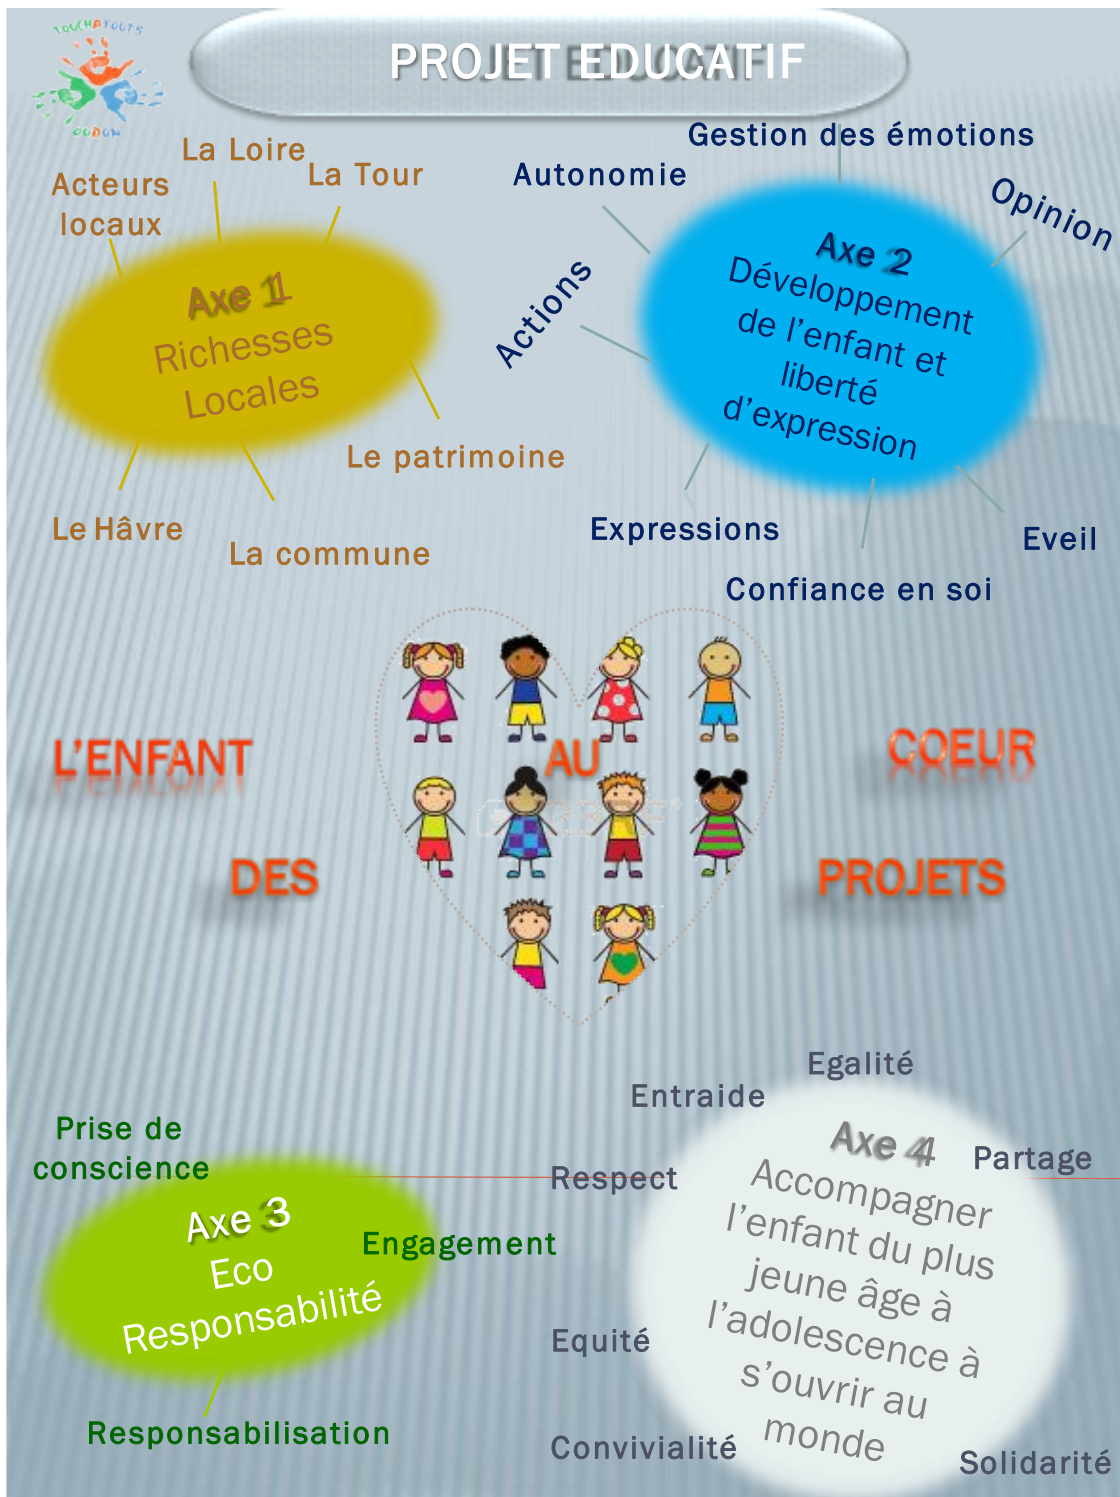 TOUCHATOUTS
OUDON
PROJET EDUCATIF
La Loire
La Tour
Acteurs
locaux
Axe 1
Richesses
Locales
Le patrimoine
Le Hâvre
La commune
Gestion des émotions
Autonomie
Opinion
Actions
Axe 2
Développement
de l'enfant et
liberté
d'expression
Expressions
Eveil
Confiance en soi
L'ENFANT
AU
COEUR
DES
PROJETS
Prise de
conscience
Axe 3
Eco
Responsabilité
Engagement
Responsabilisation
Egalité
Entraide
Respect
Partage
Axe 4
Accompagner
l'enfant du plus
jeune âge à
l'adolescence à
s'ouvrir au
monde
Equité
Convivialité
Solidarité